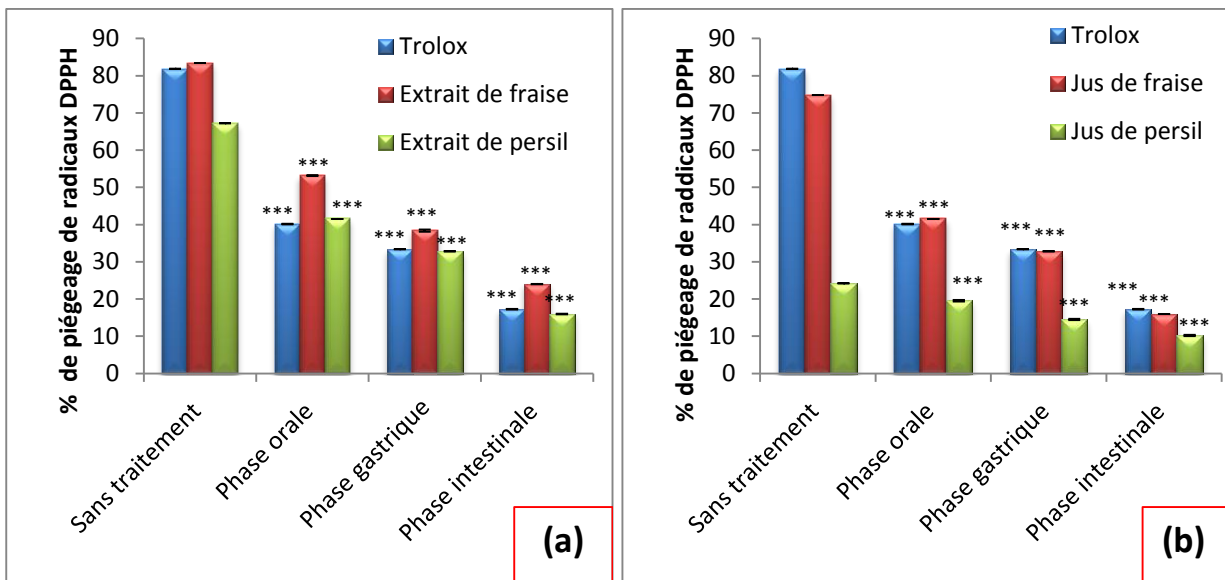 % de piégeage de radicaux DPPH
90
80
70
60
50
40
30
20
10
0
Trolox
Extrait de fraise
Extrait de persil
*** *** ***
*** *** ***
*** *** ***
Sans traitement
Phase orale
Phase gastrique
Phase intestinale
(a)
% de piégeage de raddicaux DPPH
90
80
70
60
50
40
30
20
10
0
Trolox
Jus de fraise
Jus de persil
*** *** ***
*** *** ***
*** *** ***
Sans traitement
Phase orale
Phase gastrique
Phase intestinale
(b)